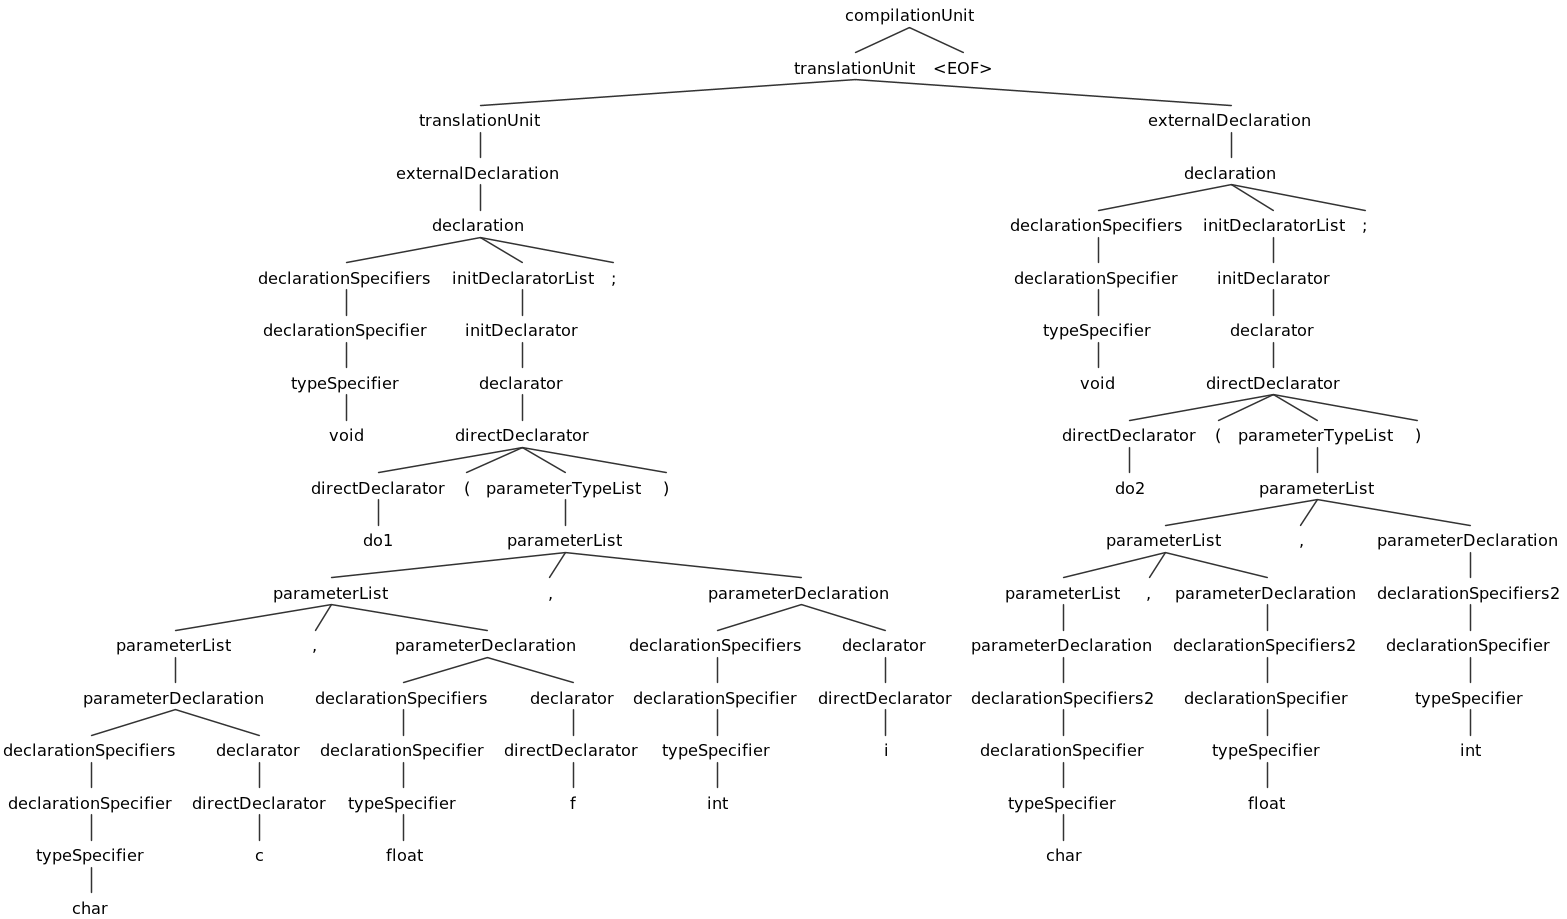 compilationUnit
translationUnit <EOF>
translationUnit externalDeclaration
externalDeclaration declaration
declaration declarationSpecifiers initDeclaratorList ;
declarationSpecifiers initDeclaratorList ; declarationSpecifier initDeclarator
declarationSpecifier initDeclarator typeSpecifier declarator
typeSpecifier declarator void directDeclarator
void directDeclarator directDeclarator ( parameterTypeList )
directDeclarator ( parameterTypeList ) do2 parameterList
do1 parameterList parameterList , parameterDeclaration
parameterList , parameterDeclaration parameterList , parameterDeclaration declarationSpecifiers2
parameterList , parameterDeclaration declarationSpecifiers declarator parameterDeclaration declarationSpecifiers2 declarationSpecifier
parameterDeclaration declarationSpecifiers declarator declarationSpecifier directDeclarator declarationSpecifiers2 declarationSpecifier typeSpecifier
declarationSpecifiers declarator declarationSpecifier directDeclarator typeSpecifier i declarationSpecifier typeSpecifier int
declarationSpecifier directDeclarator typeSpecifier f int typeSpecifier float
typeSpecifier c float char
char